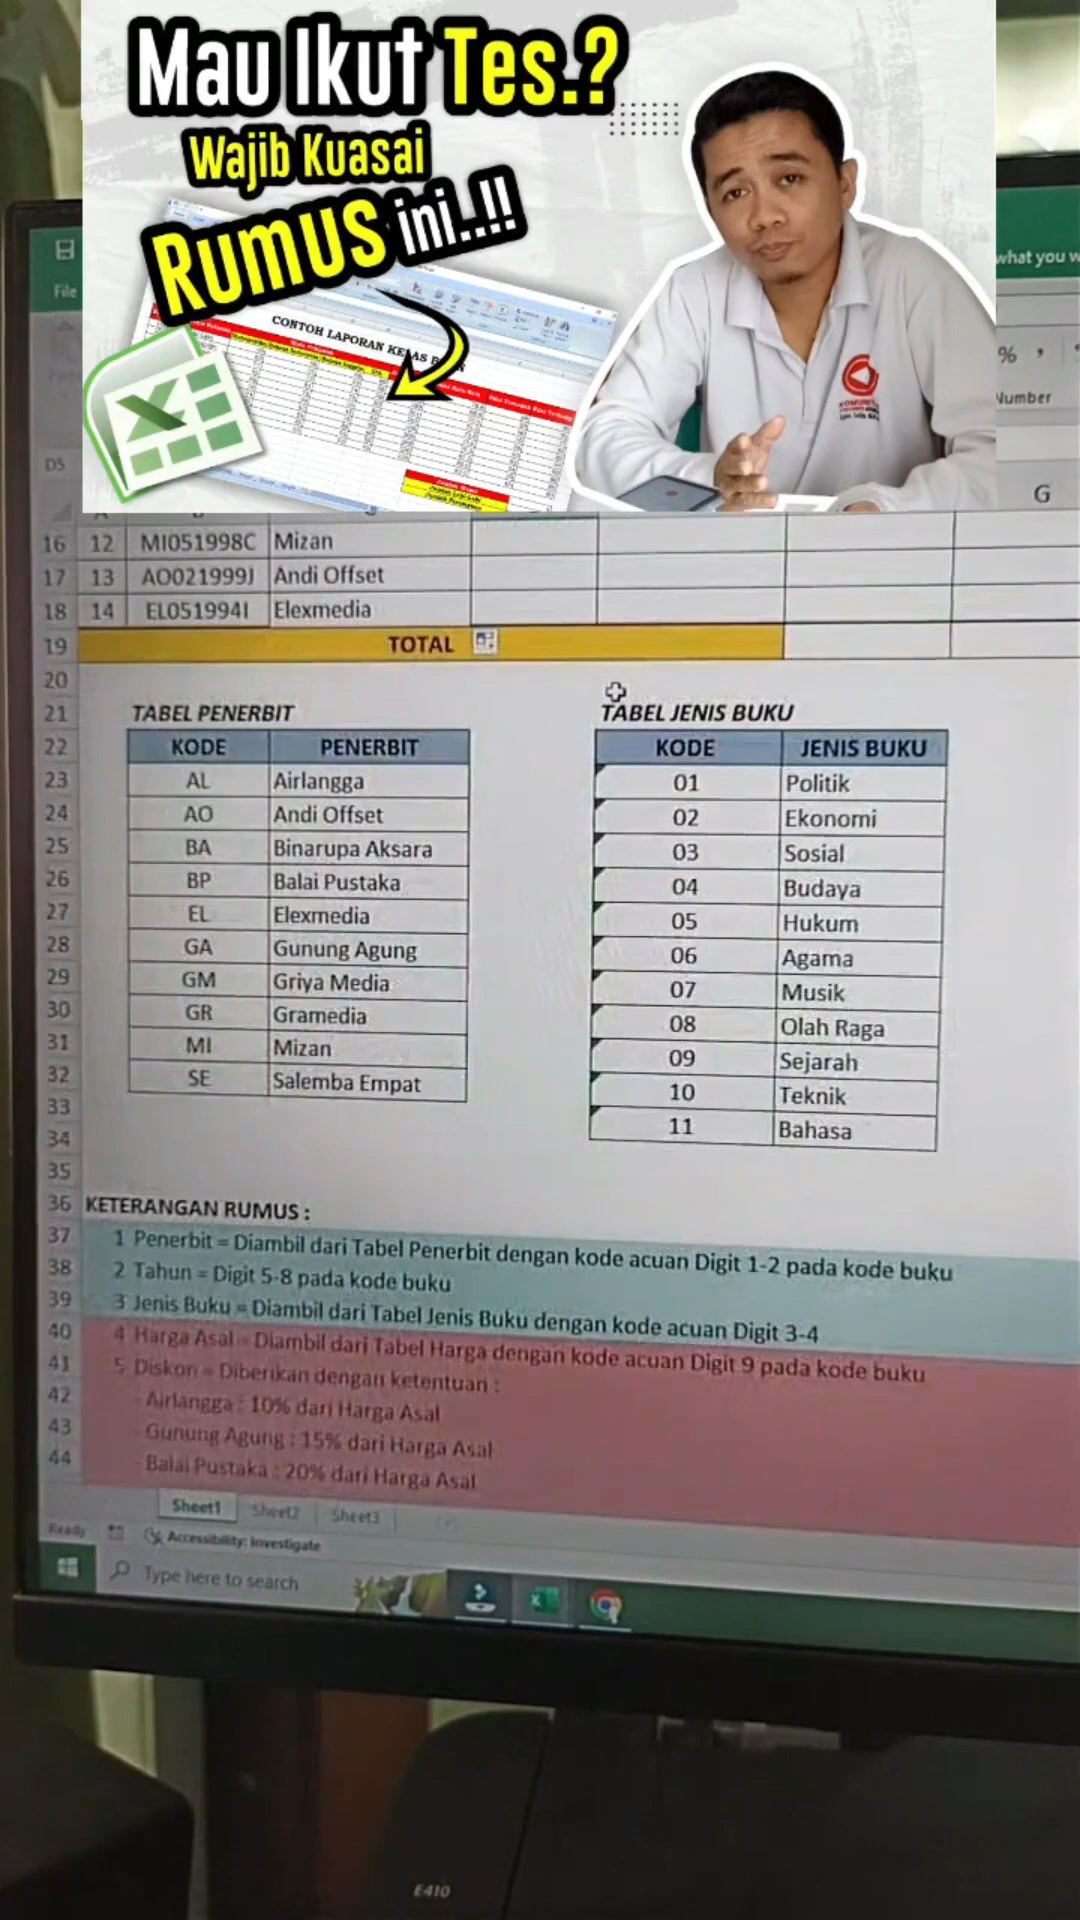 Mau Ikut Tes.?
Wajib Kuasai
Rumus ini..!!
CONTOH LAPORAN KELAS
File
what you w
% ,
Number
D5
G
16 12 MI051998C Mizan
17 13 AO021999J Andi Offset
18 14 EL051994I Elexmedia
19 TOTAL
20
21 TABEL PENERBIT TABEL JENIS BUKU
22 KODE PENERBIT KODE JENIS BUKU
23 AL Airlangga 01 Politik
24 AO Andi Offset 02 Ekonomi
25 BA Binarupa Aksara 03 Sosial
26 BP Balai Pustaka 04 Budaya
27 EL Elexmedia 05 Hukum
28 GA Gunung Agung 06 Agama
29 GM Griya Media 07 Musik
30 GR Gramedia 08 Olah Raga
31 MI Mizan 09 Sejarah
32 SE Salemba Empat 10 Teknik
33 11 Bahasa
34
35
36 KETERANGAN RUMUS :
37 1 Penerbit = Diambil dari Tabel Penerbit dengan kode acuan Digit 1-2 pada kode buku
38 2 Tahun = Digit 5-8 pada kode buku
39 3 Jenis Buku = Diambil dari Tabel Jenis Buku dengan kode acuan Digit 3-4
40 4 Harga Asal = Diambil dari Tabel Harga dengan kode acuan Digit 9 pada kode buku
41 5 Diskon = Diberikan dengan ketentuan :
42 - Airlangga : 10% dari Harga Asal
43 - Gunung Agung : 15% dari Harga Asal
44 - Balai Pustaka : 20% dari Harga Asal
Sheet1 Sheet2 Sheet3
Ready Accessibility: Investigate
Type here to search
E410